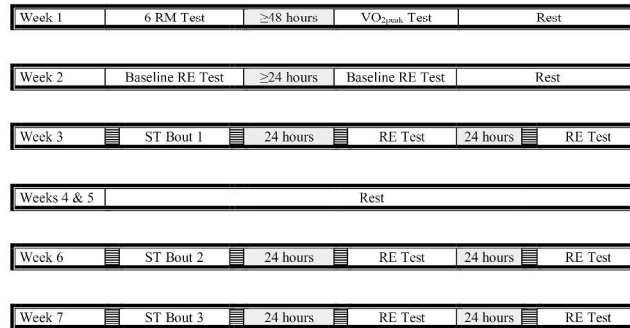 Week 1 6 RM Test ≥48 hours VO2peak Test Rest
Week 2 Baseline RE Test ≥24 hours Baseline RE Test Rest
Week 3 ST Bout 1 24 hours RE Test 24 hours RE Test
Weeks 4 & 5 Rest
Week 6 ST Bout 2 24 hours RE Test 24 hours RE Test
Week 7 ST Bout 3 24 hours RE Test 24 hours RE Test